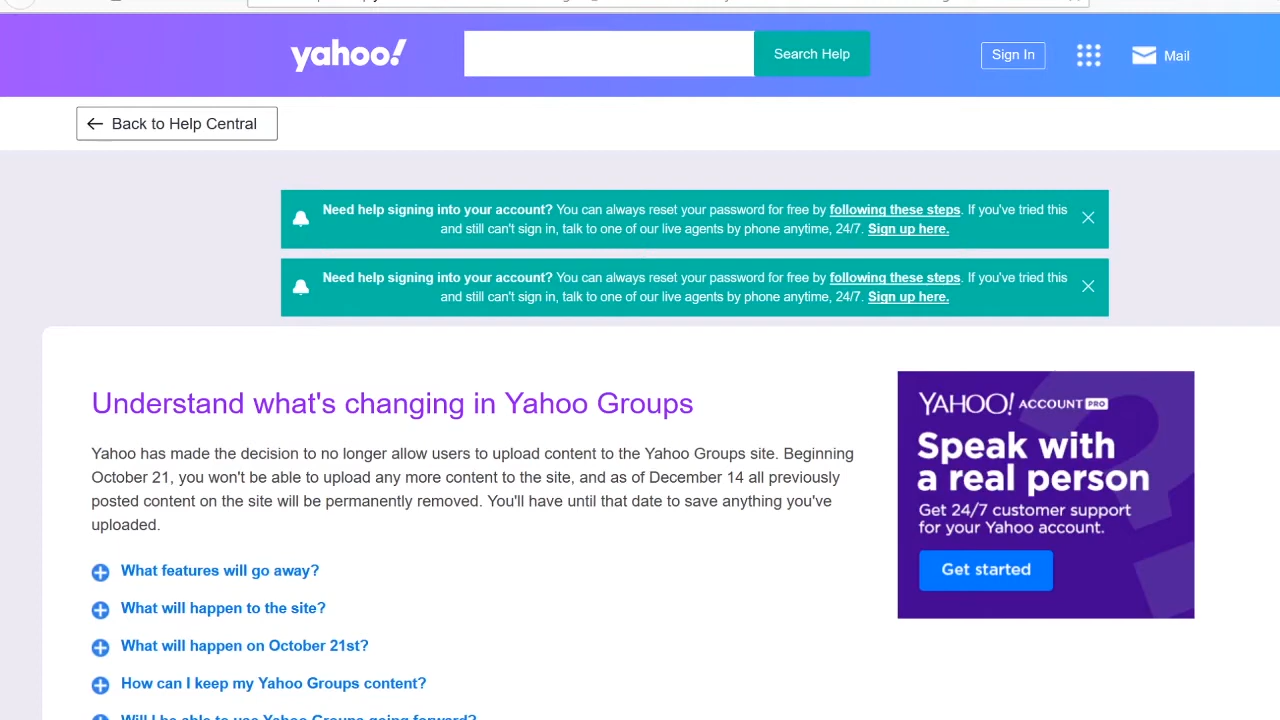 yahoo!
Search Help
Sign In
Mail
Back to Help Central
Need help signing into your account? You can always reset your password for free by following these steps. If you've tried this
and still can't sign in, talk to one of our live agents by phone anytime, 24/7. Sign up here.
Need help signing into your account? You can always reset your password for free by following these steps. If you've tried this
and still can't sign in, talk to one of our live agents by phone anytime, 24/7. Sign up here.
Understand what's changing in Yahoo Groups
Yahoo has made the decision to no longer allow users to upload content to the Yahoo Groups site. Beginning
October 21, you won't be able to upload any more content to the site, and as of December 14 all previously
posted content on the site will be permanently removed. You'll have until that date to save anything you've
uploaded.
What features will go away?
What will happen to the site?
What will happen on October 21st?
How can I keep my Yahoo Groups content?
Will I be able to use Yahoo Groups going forward?
YAHOO! ACCOUNT PRO
Speak with
a real person
Get 24/7 customer support
for your Yahoo account.
Get started